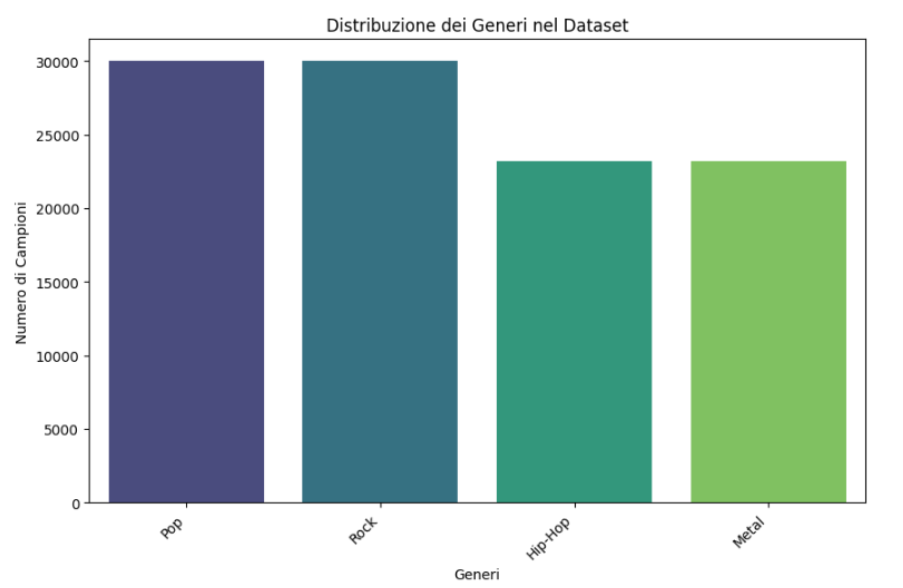 Distribuzione dei Generi nel Dataset
30000
25000
20000
15000
10000
5000
0
Numero di Campioni
Pop
Rock
Hip-Hop
Metal
Generi